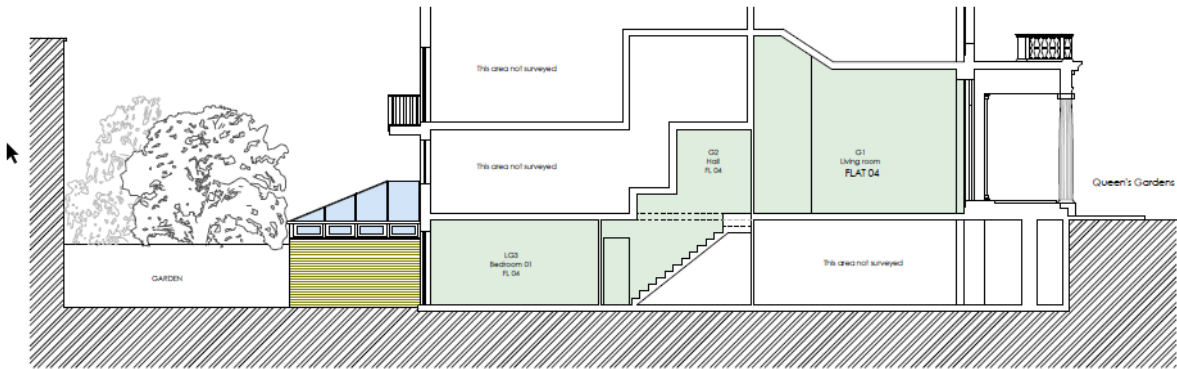 This area not surveyed
This area not surveyed
G2
Hall
FL 04
G1
Living room
FLAT 04
Queen's Gardens
LG3
Bedroom 01
FL 04
This area not surveyed
GARDEN